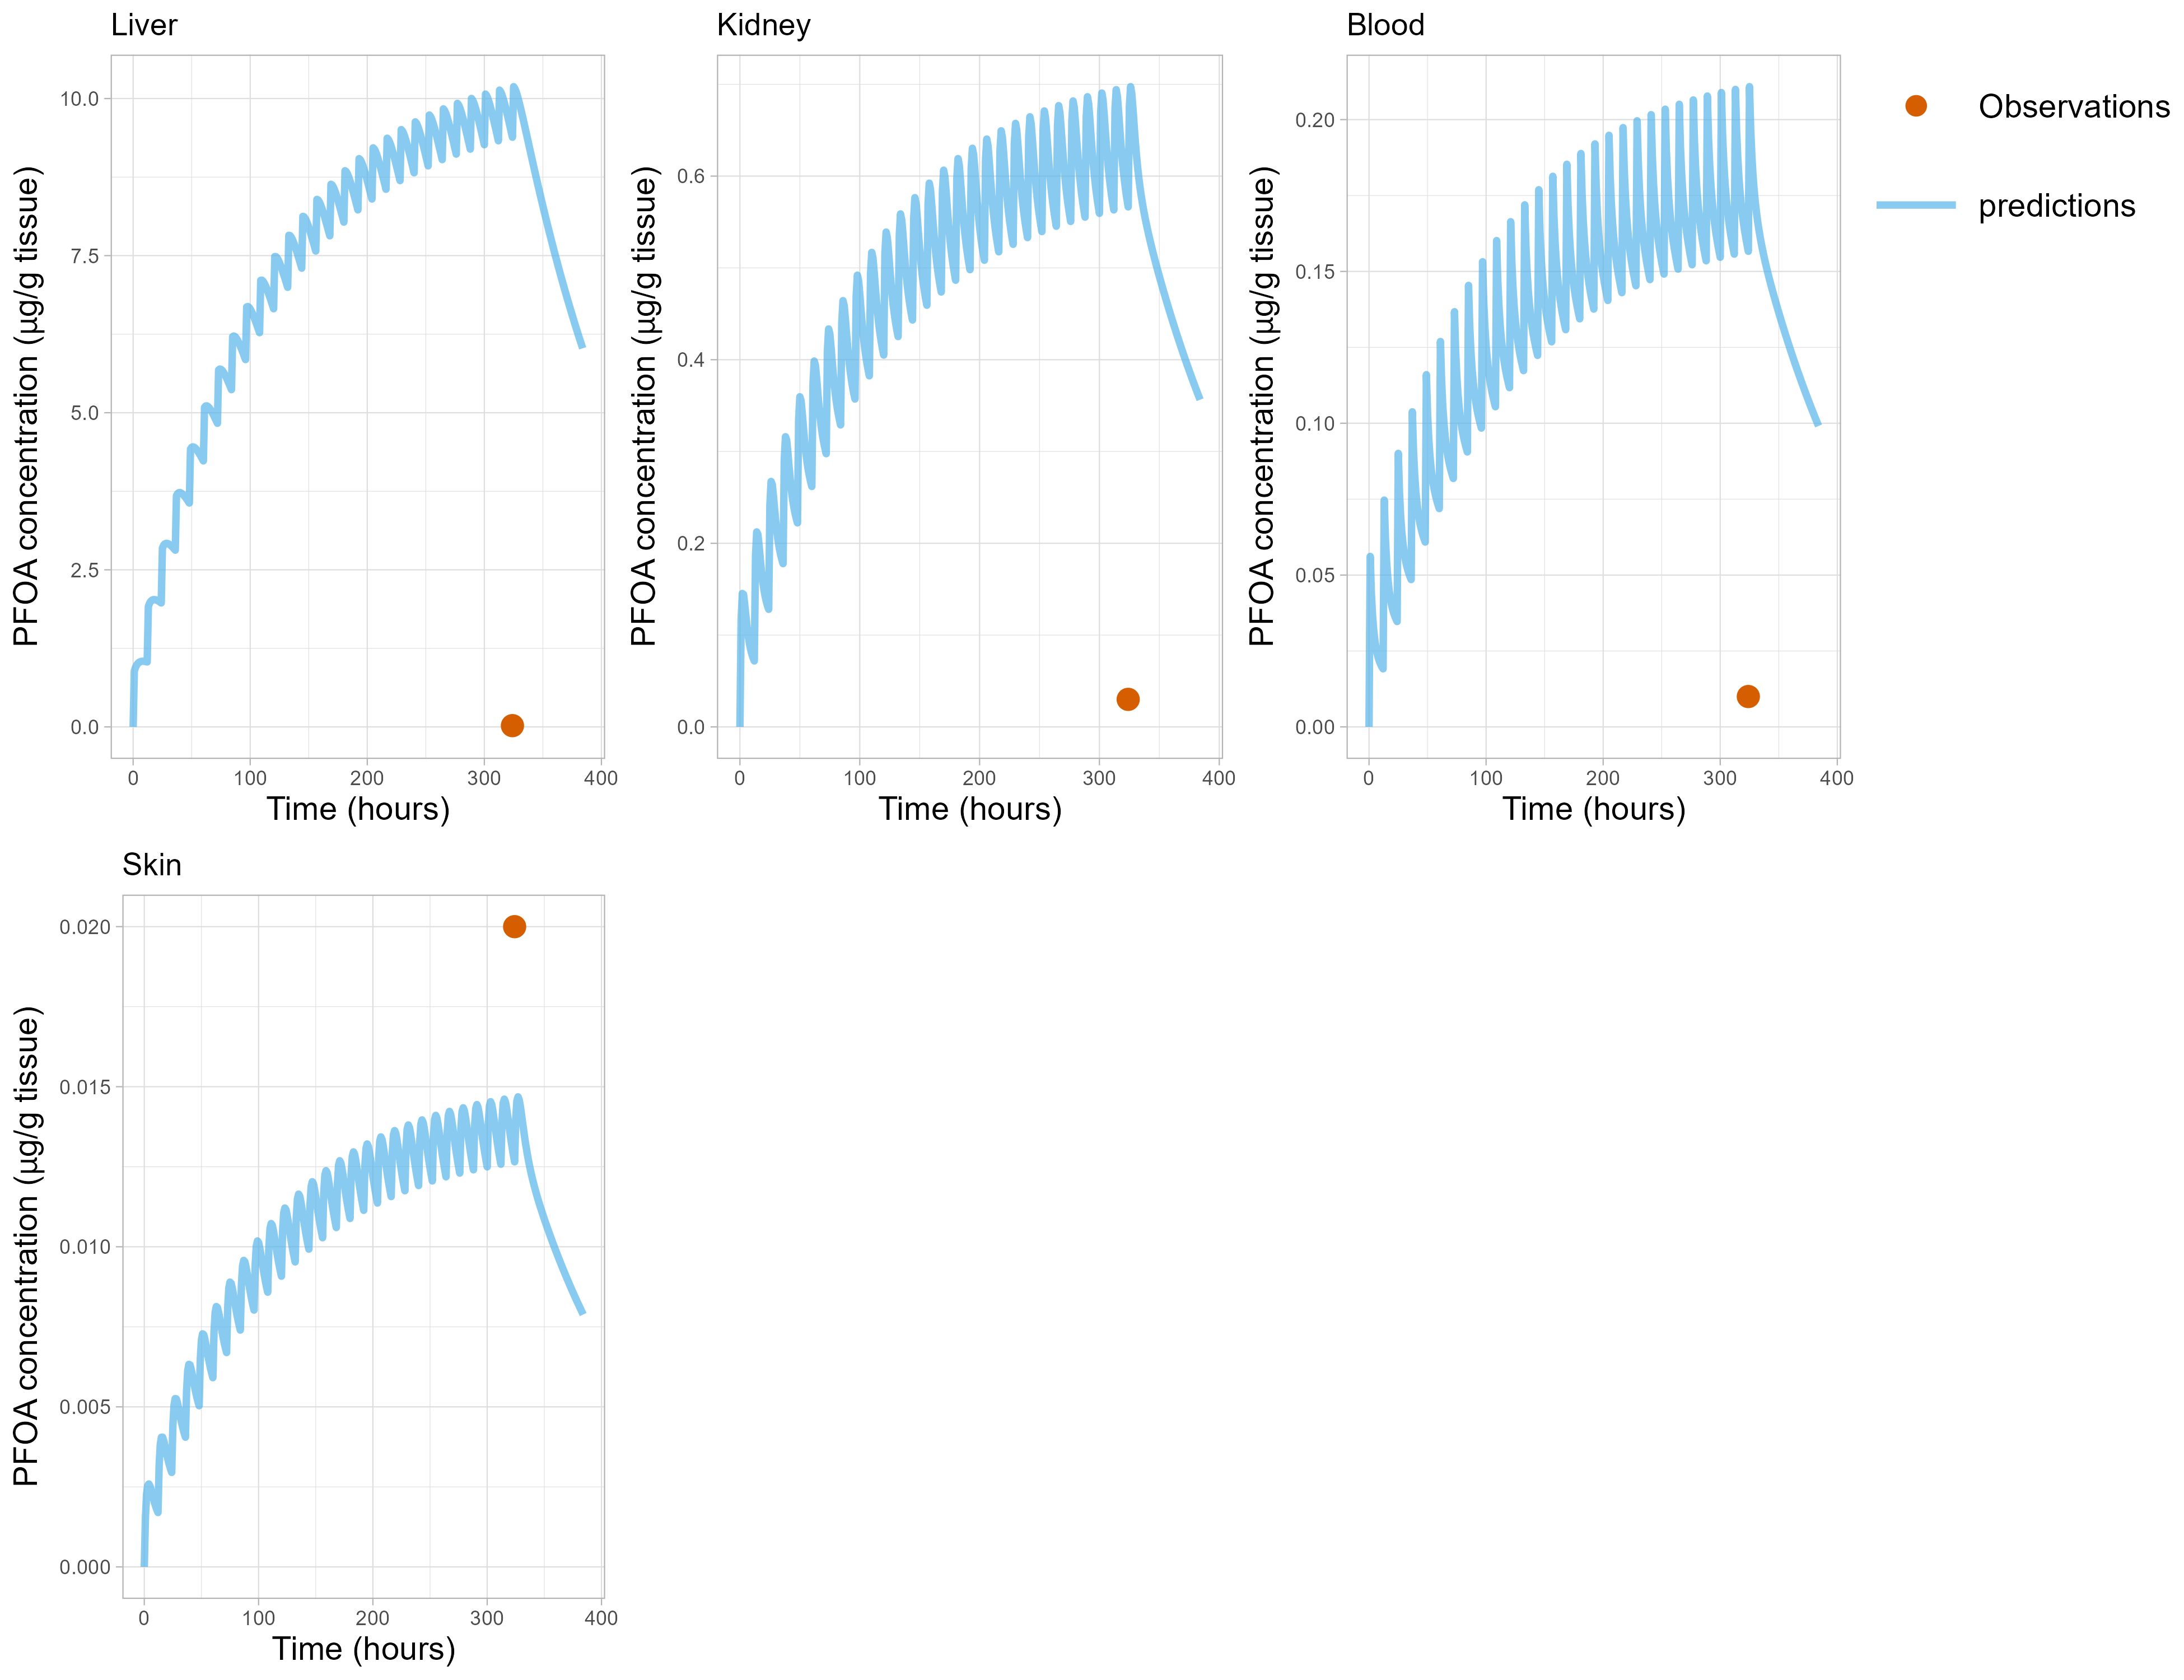 Liver
PFOA concentration (µg/g tissue)
10.0
7.5
5.0
2.5
0.0
0 100 200 300 400
Time (hours)
Kidney
PFOA concentration (µg/g tissue)
0.6
0.4
0.2
0.0
0 100 200 300 400
Time (hours)
Blood
PFOA concentration (µg/g tissue)
0.20
0.15
0.10
0.05
0.00
0 100 200 300 400
Time (hours)
Observations
predictions
Skin
PFOA concentration (µg/g tissue)
0.020
0.015
0.010
0.005
0.000
0 100 200 300 400
Time (hours)